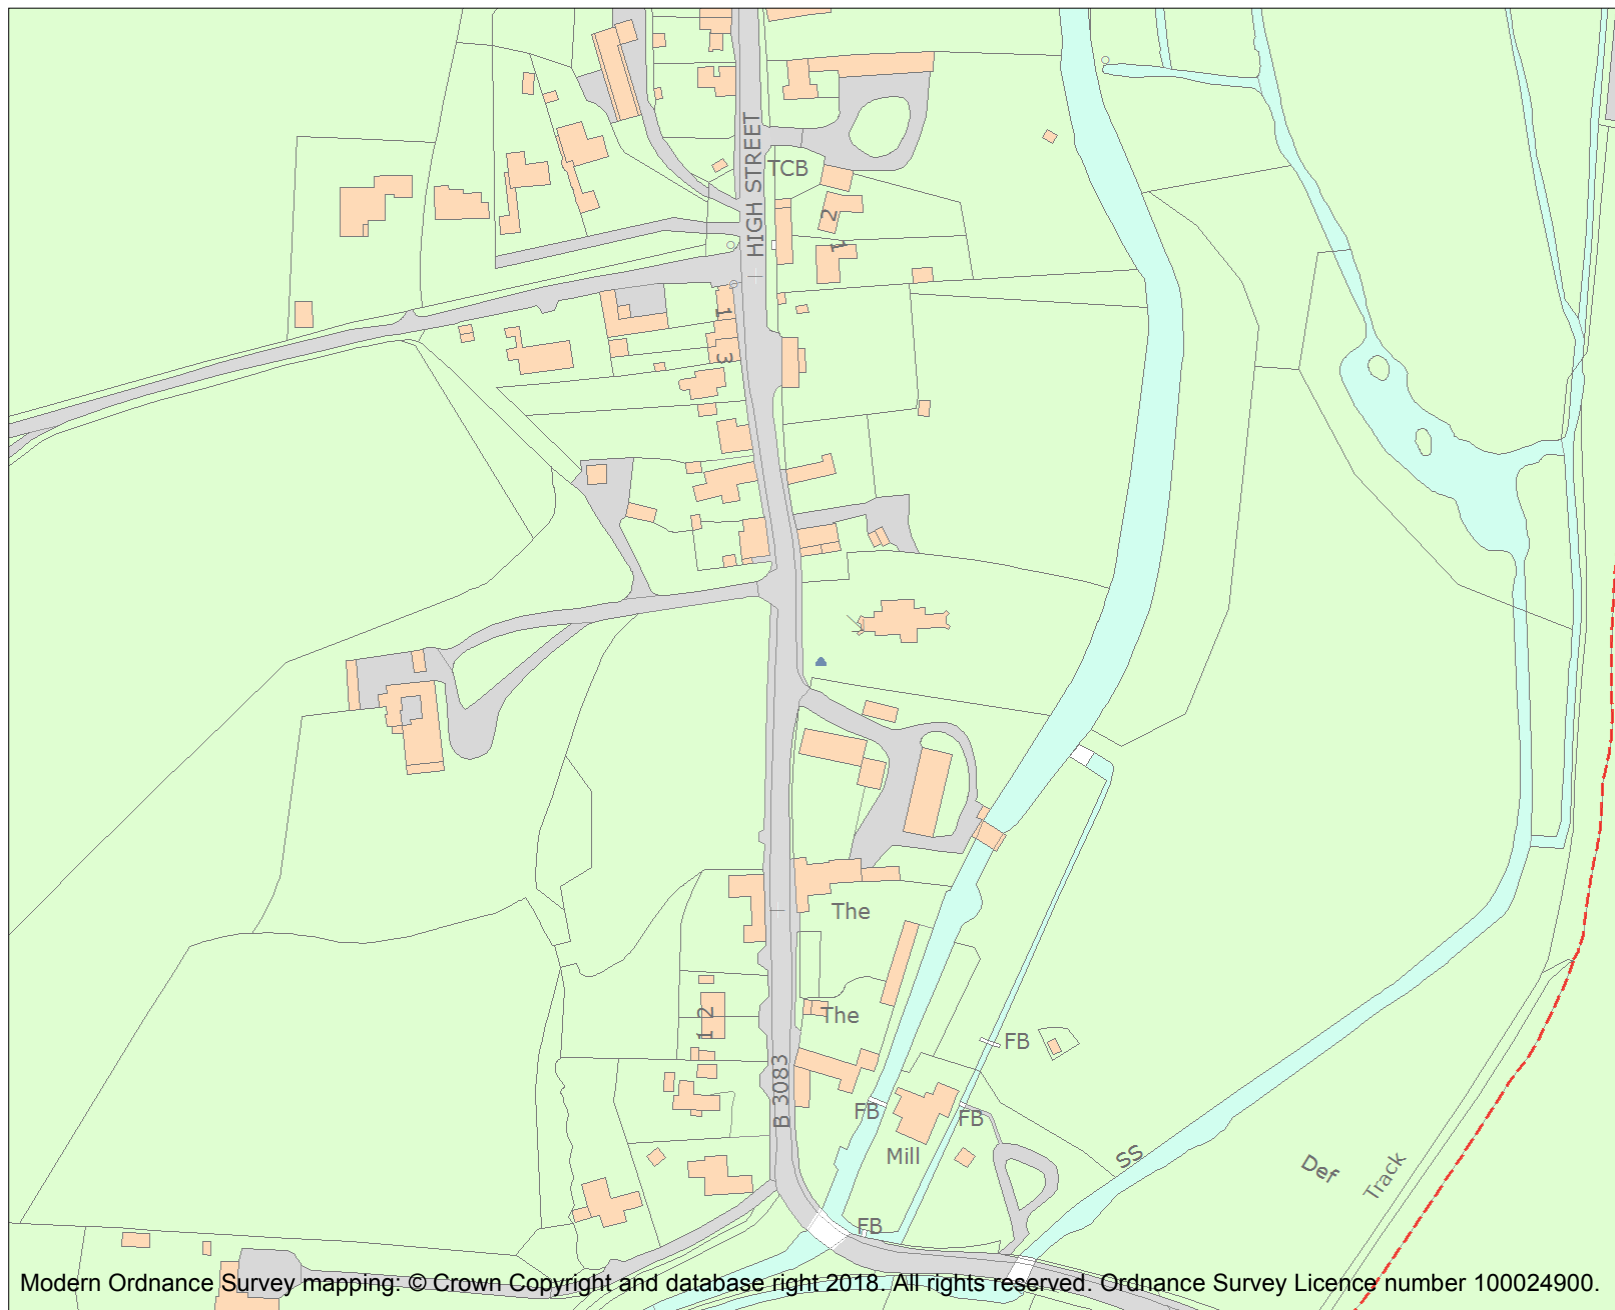 HIGH STREET
TCB
2
1
1
3
The
The
2
1
FB
B 3083
FB
FB
Mill
SS
Def
Track
FB
Modern Ordnance Survey mapping: © Crown Copyright and database right 2018. All rights reserved. Ordnance Survey Licence number 100024900.